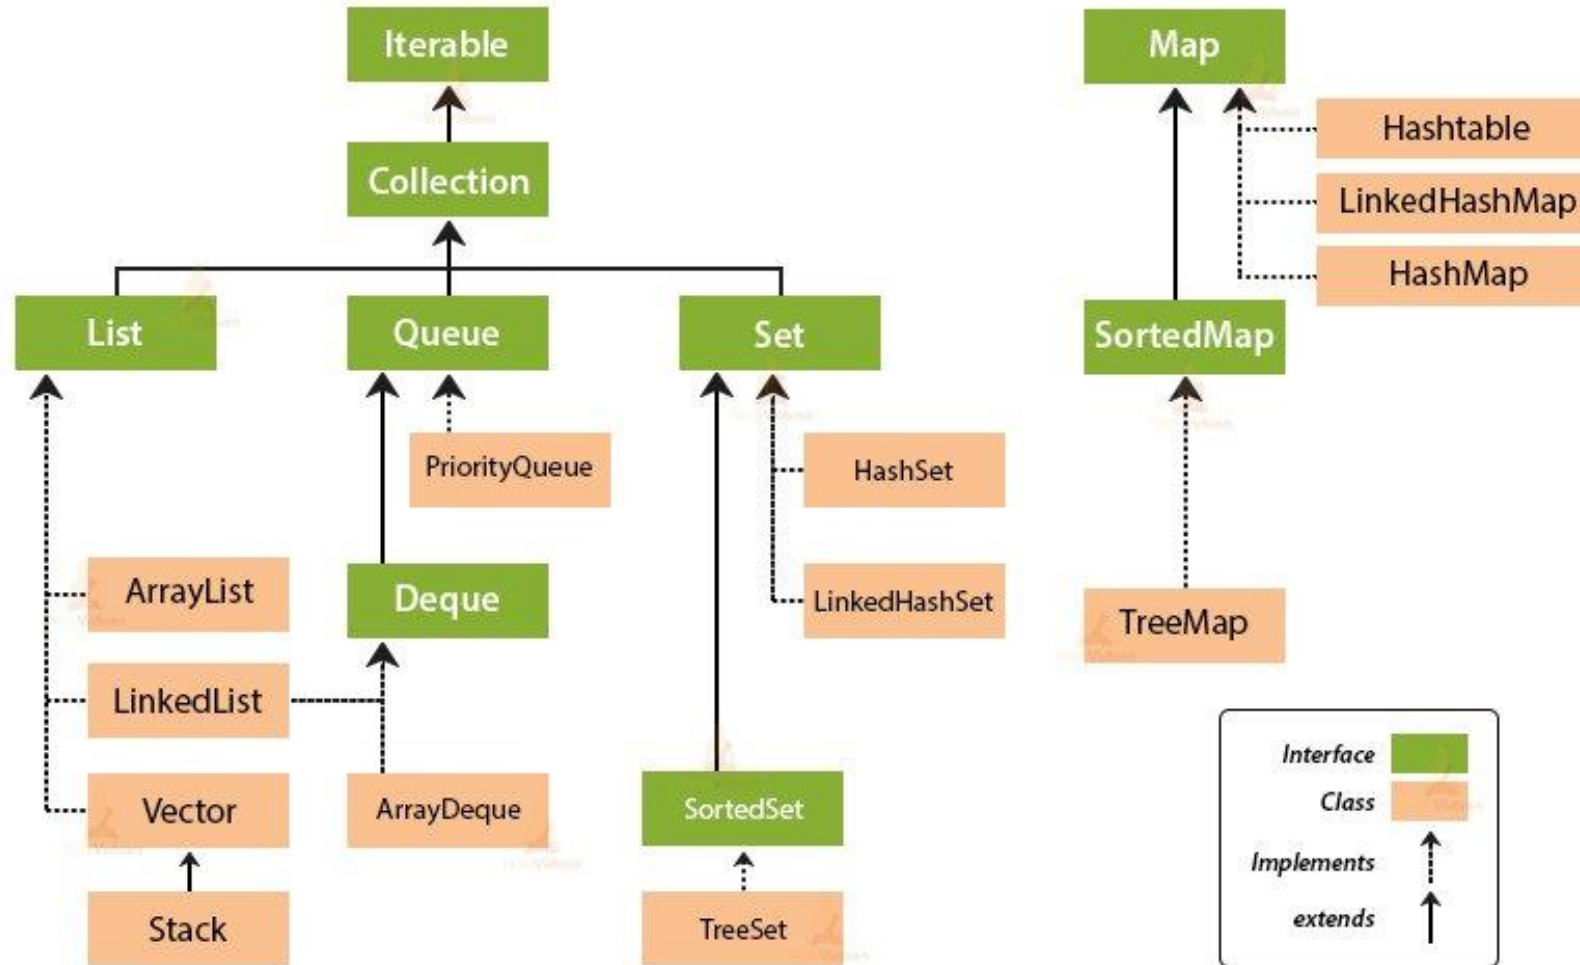 Iterable
Map
Hashtable
Collection
LinkedHashMap
HashMap
List
Queue
Set
SortedMap
PriorityQueue
HashSet
ArrayList
Deque
LinkedHashSet
TreeMap
LinkedList
Vector
ArrayDeque
SortedSet
Stack
TreeSet
Interface
Class
Implements
extends